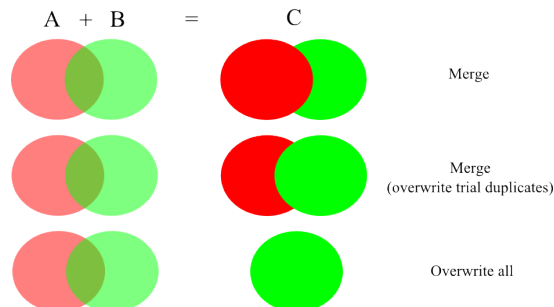 A + B = C
Merge
Merge
(overwrite trial duplicates)
Overwrite all